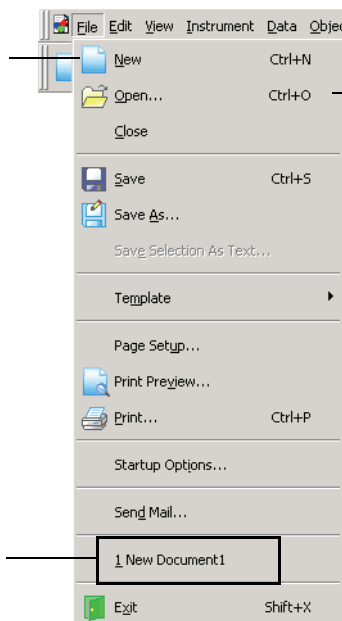 File Edit View Instrument Data Objec
New Ctrl+N
Open... Ctrl+O
Close
Save Ctrl+S
Save As...
Save Selection As Text...
Template
Page Setup...
Print Preview...
Print... Ctrl+P
Startup Options...
Send Mail...
1 New Document1
Exit Shift+X